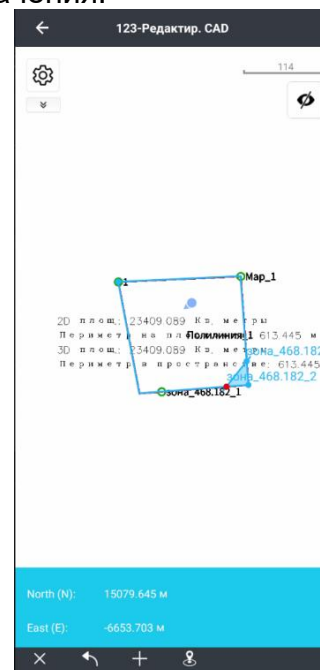 чения.
123-Редактир. CAD
114
1
Map_1
2D площ.: 23409.089 Кв. метры
Периметр на пл Полилиния_1 613.445 м
3D площ.: 23409.089 Кв. метры
зона_468.182
Периметр в пространстве: 613.445
зона_468.182_2
зона_468.182_1
North (N): 15079.645 м
East (E): -6653.703 м